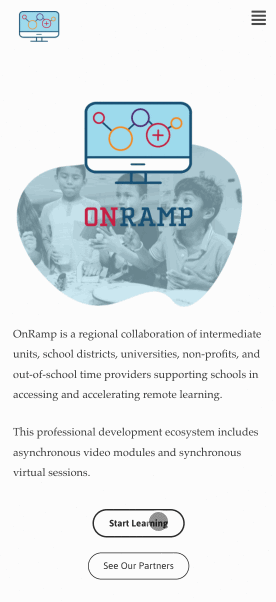 ONRAMP
OnRamp is a regional collaboration of intermediate
units, school districts, universities, non-profits, and
out-of-school time providers supporting schools in
accessing and accelerating remote learning.
This professional development ecosystem includes
asynchronous video modules and synchronous
virtual sessions.
Start Learning
See Our Partners